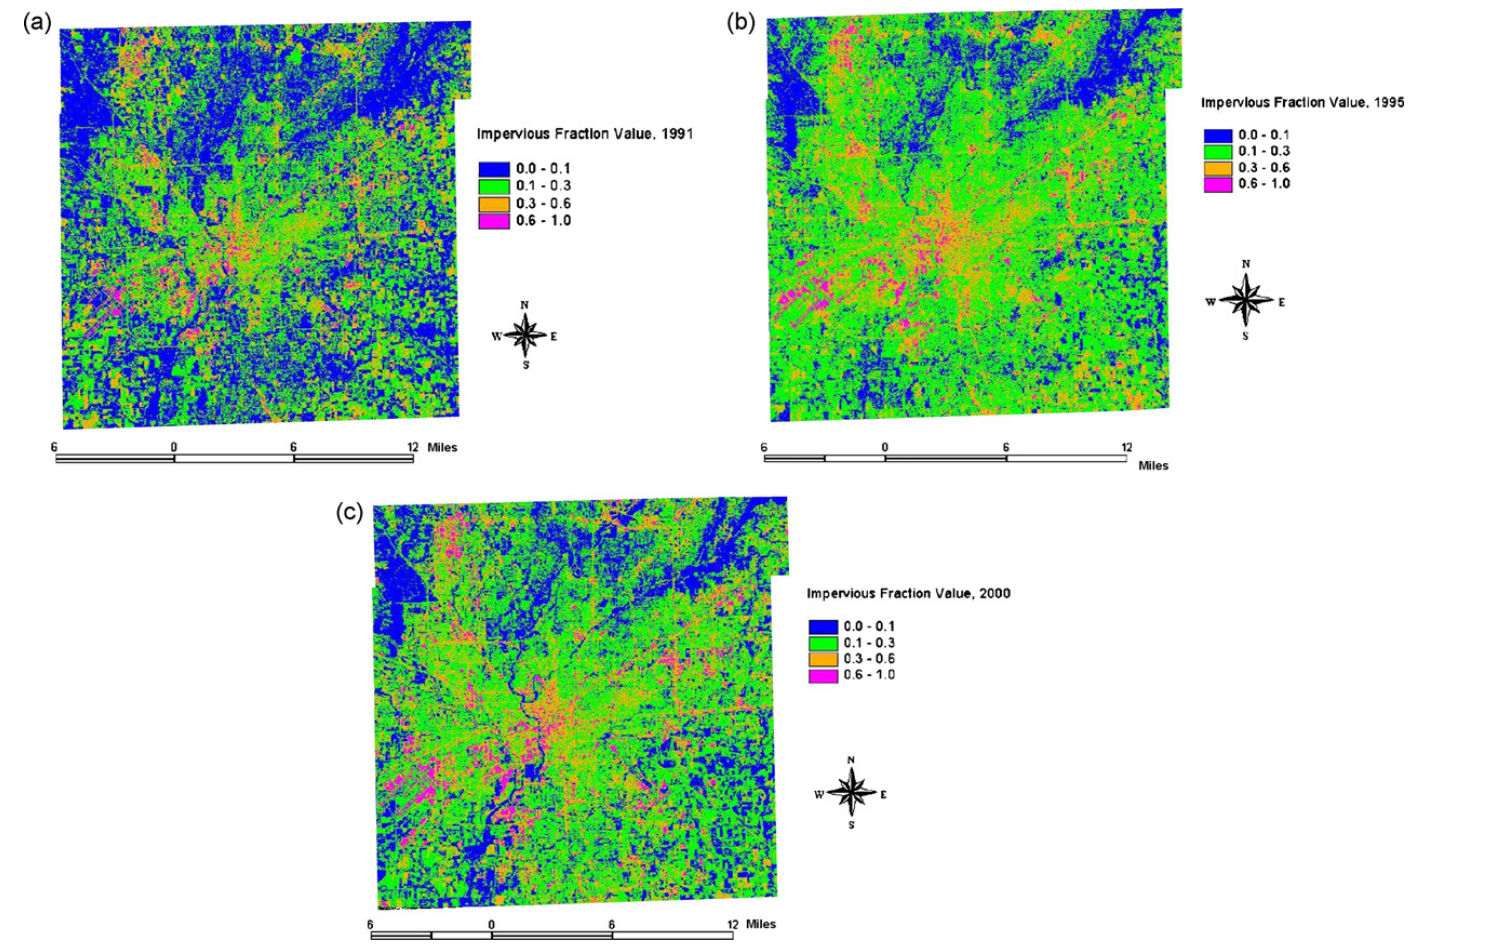 (a)
Impervious Fraction Value, 1991
0.0 - 0.1
0.1 - 0.3
0.3 - 0.6
0.6 - 1.0
N
W E
S
6 0 6 12 Miles
(b)
Impervious Fraction Value, 1995
0.0 - 0.1
0.1 - 0.3
0.3 - 0.6
0.6 - 1.0
N
W E
S
6 0 6 12
Miles
(c)
Impervious Fraction Value, 2000
0.0 - 0.1
0.1 - 0.3
0.3 - 0.6
0.6 - 1.0
N
W E
S
6 0 6 12 Miles